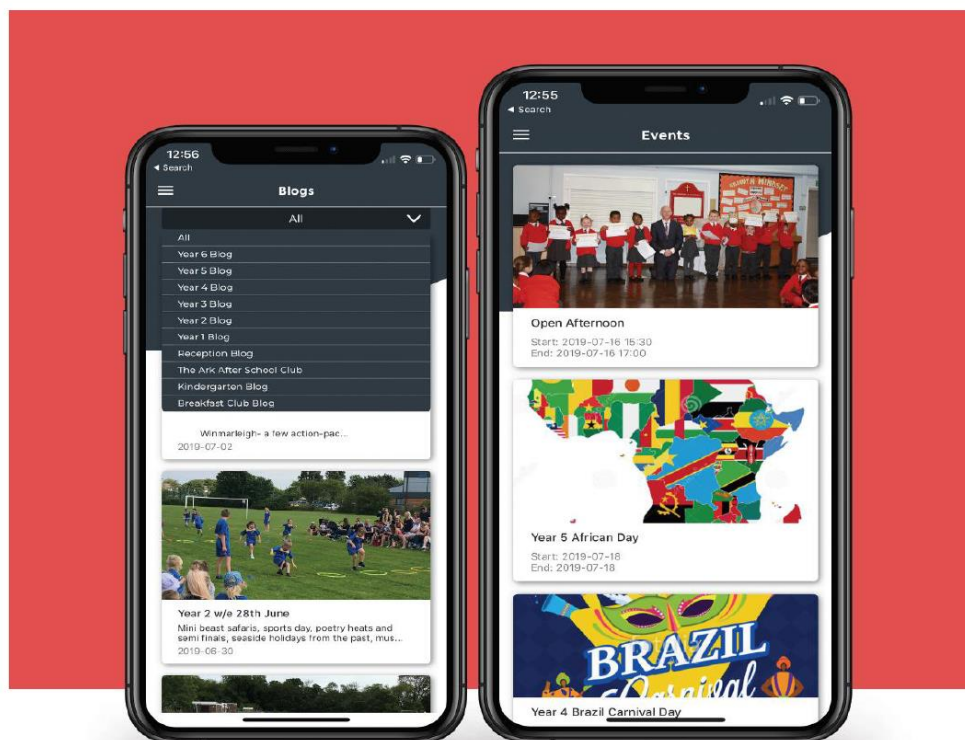 12:56
Search
Blogs
All
All
Year 6 Blog
Year 5 Blog
Year 4 Blog
Year 3 Blog
Year 2 Blog
Year 1 Blog
Reception Blog
The Ark After School Club
Kindergarten Blog
Breakfast Club Blog
Winmarleigh- a few action-pac...
2019-07-02
Year 2 w/e 28th June
Mini beast safaris, sports day, poetry heats and
semi finals, seaside holidays from the past, mus...
2019-06-30
12:55
Search
Events
GROWTH MINDSET
Open Afternoon
Start: 2019-07-16 15:30
End: 2019-07-16 17:00
Year 5 African Day
Start: 2019-07-18
End: 2019-07-18
BRAZIL
Carnival
Year 4 Brazil Carnival Day